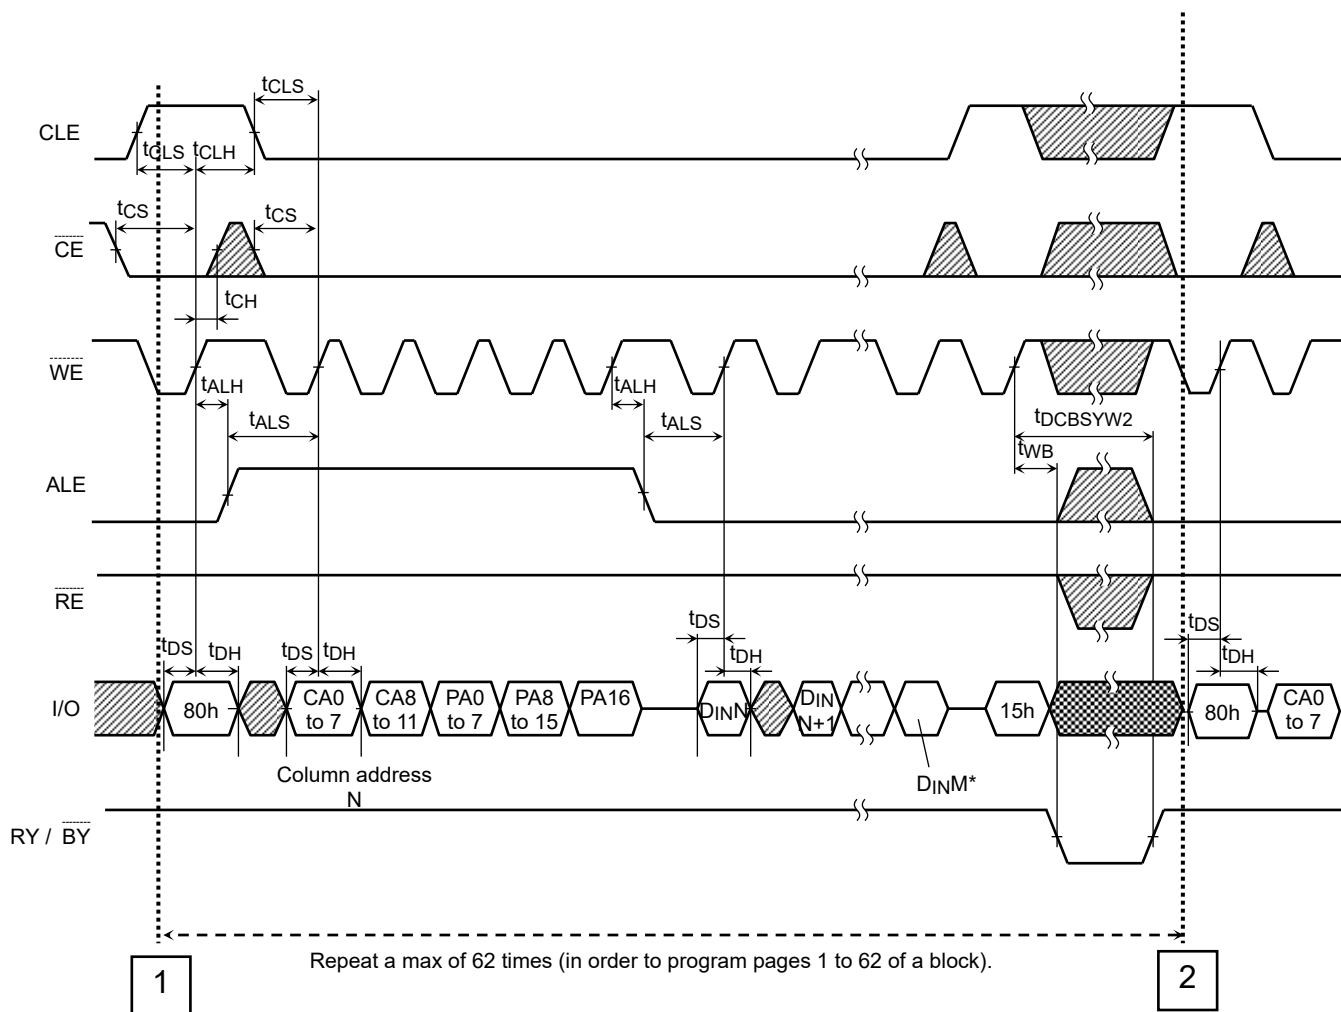 tCLS
CLE
tCLS tCLH
tCS tCS
CE
tCH
WE
tALH tALH
tALS tALS tDCBSYW2
tWB
ALE
RE
tDS tDH tDS tDH tDS tDH tDS tDH
I/O
80h
CA0 to 7
CA8 to 11
PA0 to 7
PA8 to 15
PA16
DINN
DIN N+1
15h
80h
CA0 to 7
Column address
N
DINM*
RY / BY
Repeat a max of 62 times (in order to program pages 1 to 62 of a block).
1
2